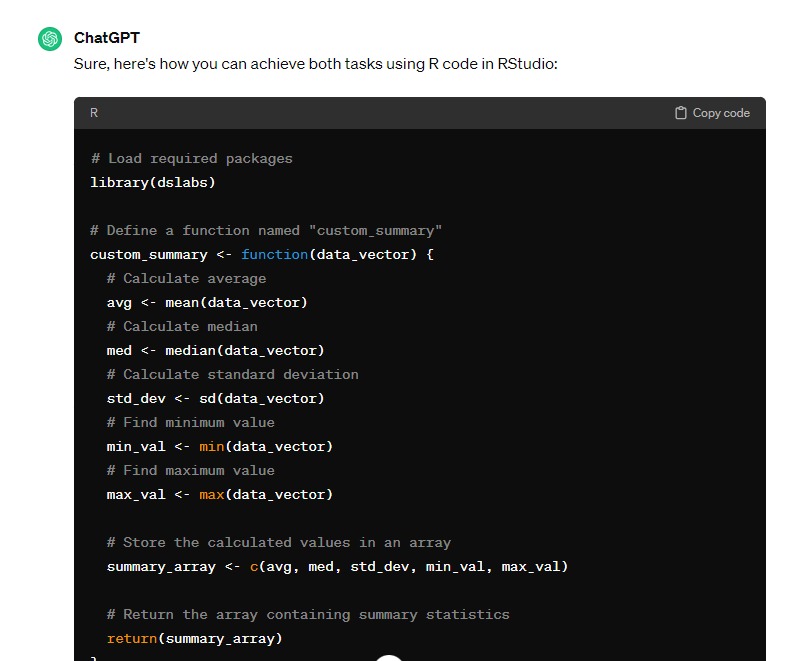 ChatGPT
Sure, here's how you can achieve both tasks using R code in RStudio:
R
Copy code
# Load required packages
library(dslabs)
# Define a function named "custom_summary"
custom_summary <- function(data_vector) {
# Calculate average
avg <- mean(data_vector)
# Calculate median
med <- median(data_vector)
# Calculate standard deviation
std_dev <- sd(data_vector)
# Find minimum value
min_val <- min(data_vector)
# Find maximum value
max_val <- max(data_vector)
# Store the calculated values in an array
summary_array <- c(avg, med, std_dev, min_val, max_val)
# Return the array containing summary statistics
return(summary_array)
}